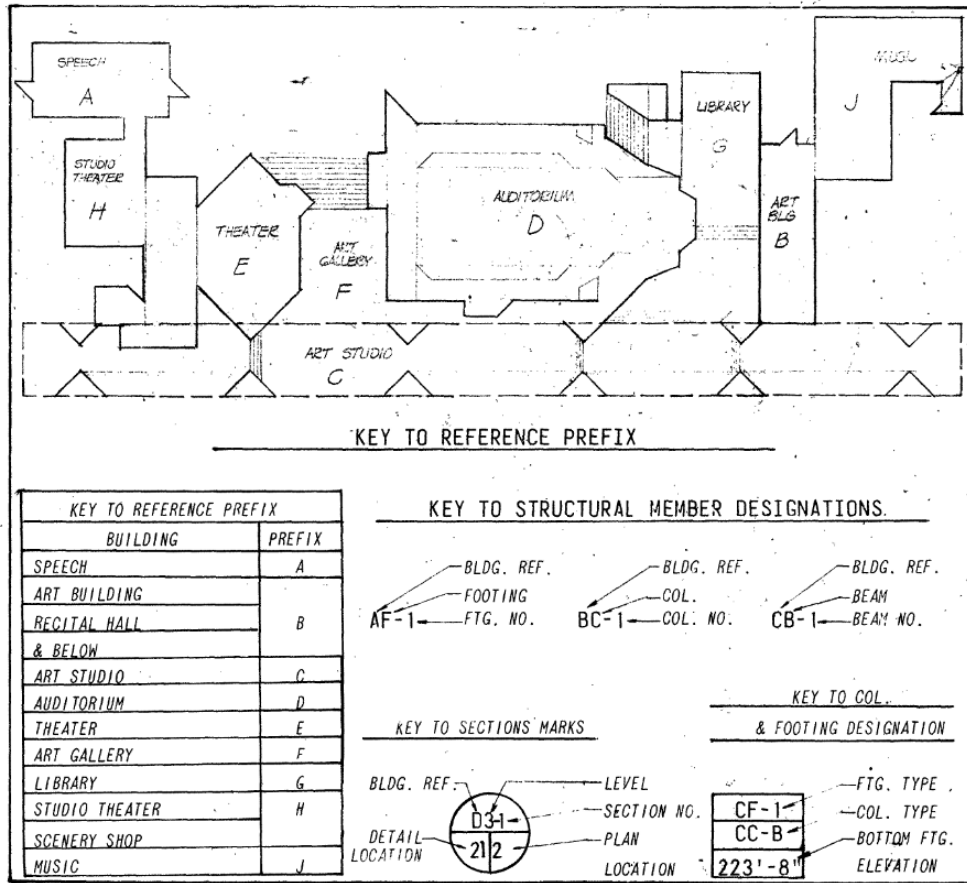 SPEECH
A
STUDIO
THEATER
H
THEATER
E
ART
GALLERY
F
AUDITORIUM
D
LIBRARY
G
ART
BLG
B
J
ART STUDIO
C
KEY TO REFERENCE PREFIX
KEY TO REFERENCE PREFIX
BUILDING PREFIX
SPEECH A
ART BUILDING
RECITAL HALL B
& BELOW
ART STUDIO C
AUDITORIUM D
THEATER E
ART GALLERY F
LIBRARY G
STUDIO THEATER H
SCENERY SHOP
MUSIC J
KEY TO STRUCTURAL MEMBER DESIGNATIONS.
BLDG. REF.
FOOTING
AF-1 FTG. NO.
BLDG. REF.
COL.
BC-1 COL. NO.
BLDG. REF.
BEAM
CB-1 BEAM NO.
KEY TO SECTIONS MARKS
BLDG. REF. LEVEL
D3-1 SECTION NO.
DETAIL 21 2 PLAN
LOCATION LOCATION
KEY TO COL.
& FOOTING DESIGNATION
CF-1 FTG. TYPE
CC-B COL. TYPE
223'-8" BOTTOM FTG.
ELEVATION